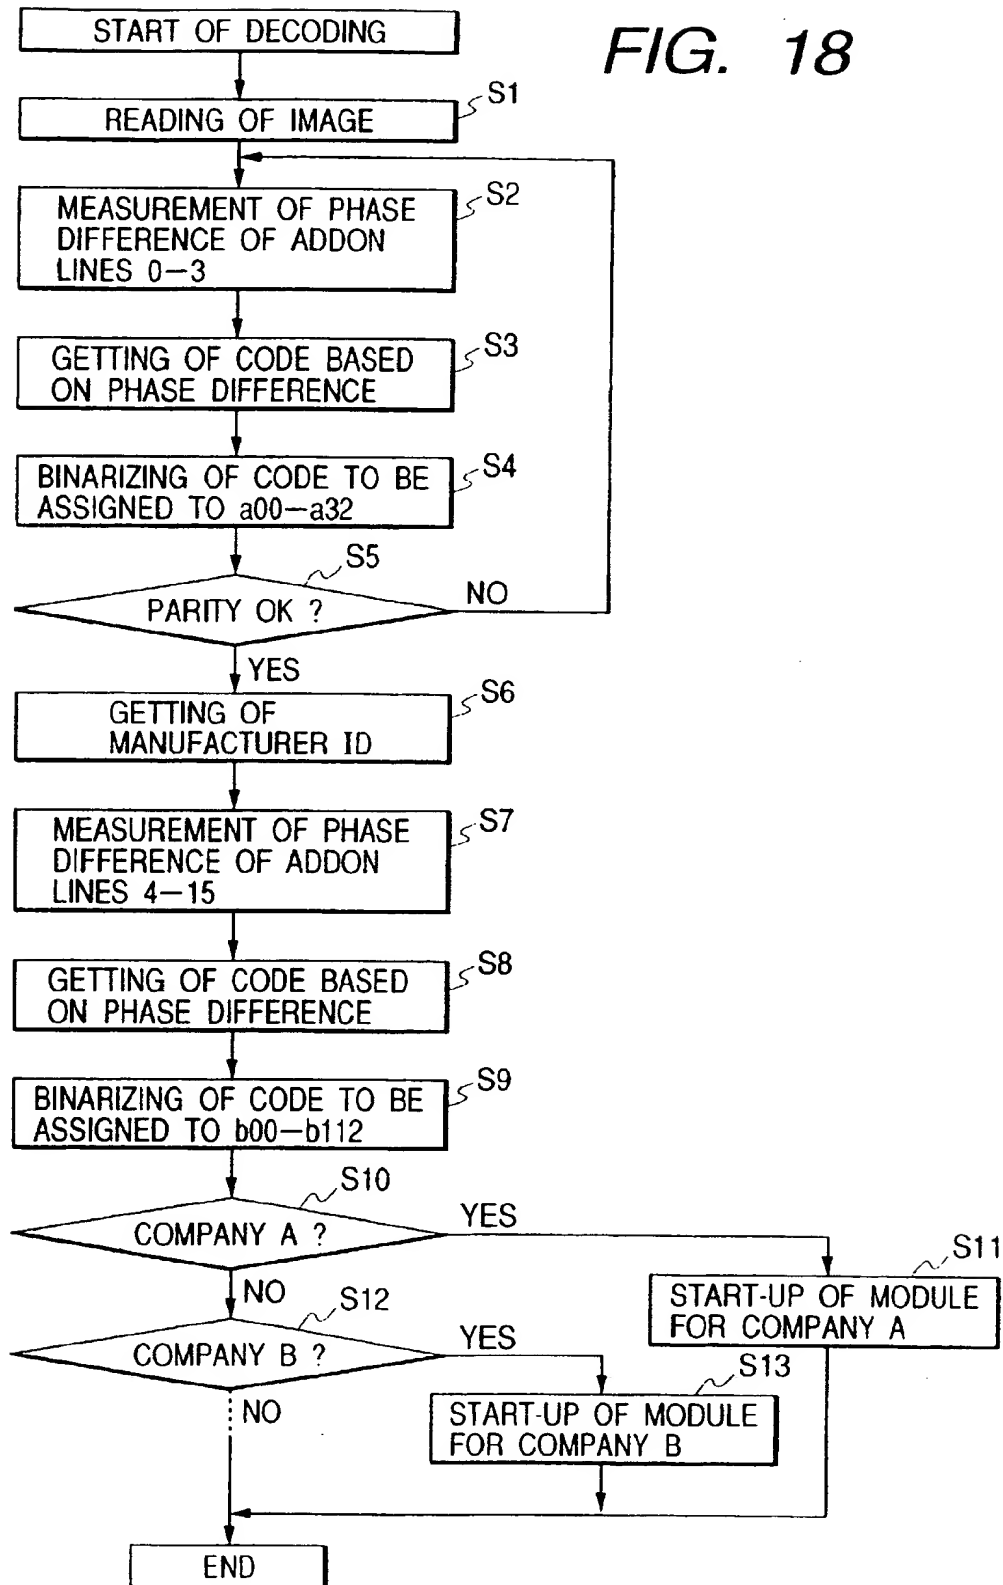 START OF DECODING
FIG. 18
S1
READING OF IMAGE
S2
MEASUREMENT OF PHASE
DIFFERENCE OF ADDON
LINES 0—3
S3
GETTING OF CODE BASED
ON PHASE DIFFERENCE
S4
BINARIZING OF CODE TO BE
ASSIGNED TO a00—a32
S5
PARITY OK ?
NO
YES
S6
GETTING OF
MANUFACTURER ID
S7
MEASUREMENT OF PHASE
DIFFERENCE OF ADDON
LINES 4—15
S8
GETTING OF CODE BASED
ON PHASE DIFFERENCE
S9
BINARIZING OF CODE TO BE
ASSIGNED TO b00—b112
S10
COMPANY A ?
YES
NO
S11
START-UP OF MODULE
FOR COMPANY A
S12
COMPANY B ?
YES
NO
S13
START-UP OF MODULE
FOR COMPANY B
END